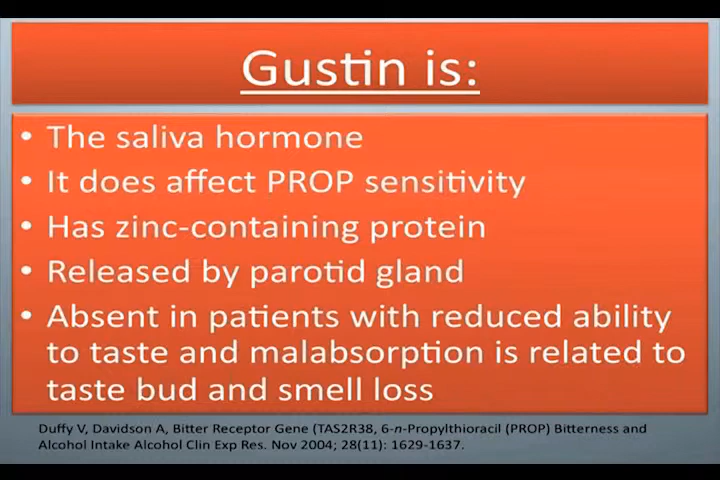 Gustin is:
• The saliva hormone
• It does affect PROP sensitivity
• Has zinc-containing protein
• Released by parotid gland
• Absent in patients with reduced ability
to taste and malabsorption is related to
taste bud and smell loss
Duffy V, Davidson A, Bitter Receptor Gene (TAS2R38, 6-n-Propylthioracil (PROP) Bitterness and
Alcohol Intake Alcohol Clin Exp Res. Nov 2004; 28(11): 1629-1637.